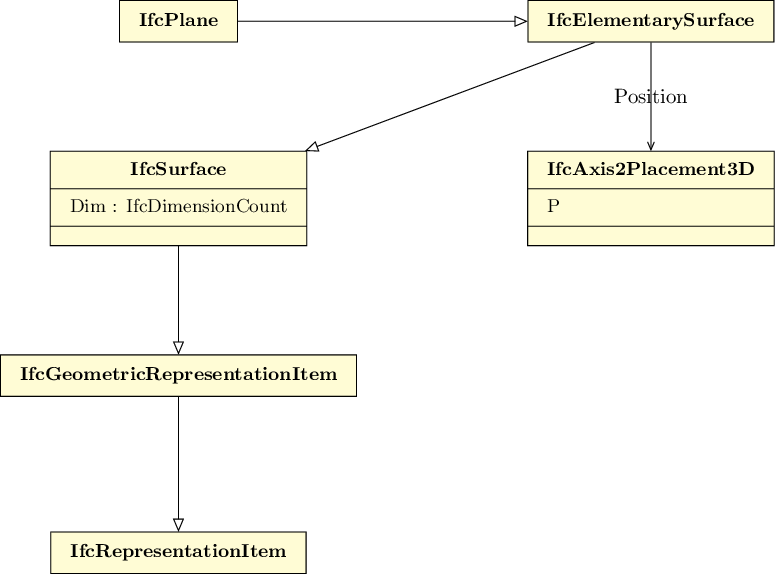 IfcPlane
IfcElementarySurface
Position
IfcSurface
Dim : IfcDimensionCount
IfcAxis2Placement3D
P
IfcGeometricRepresentationItem
IfcRepresentationItem